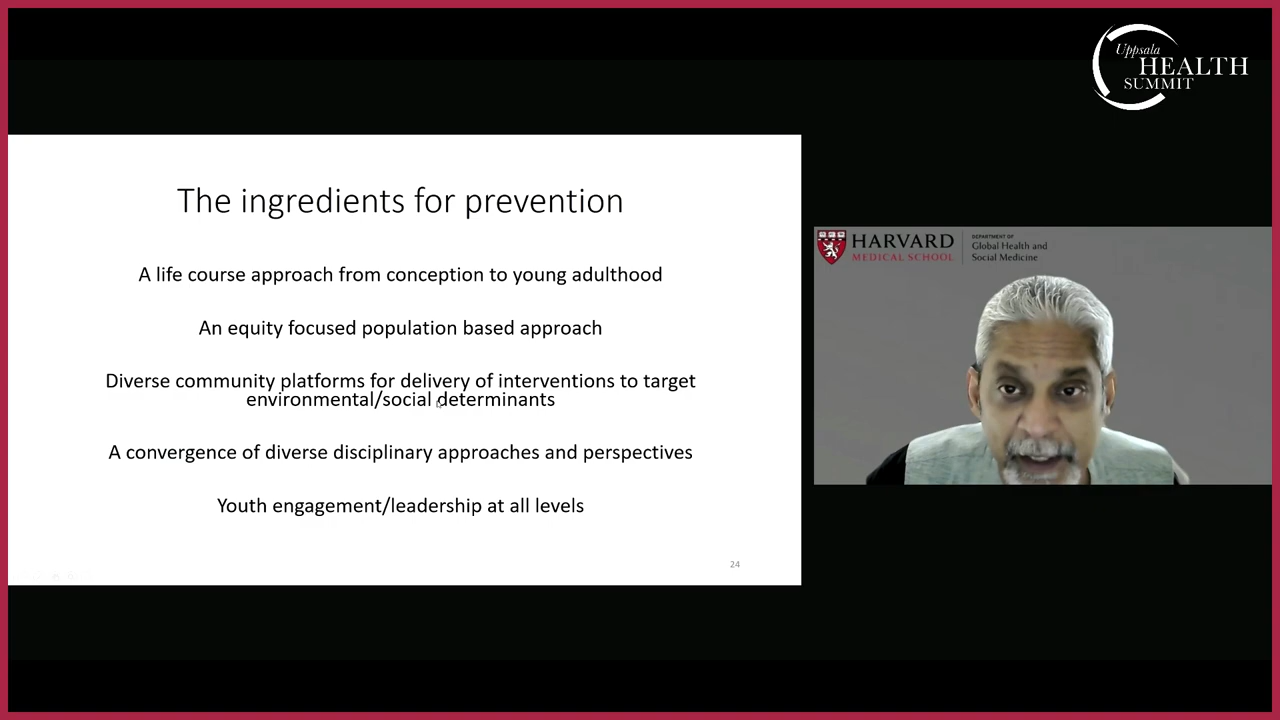 Uppsala
HEALTH
SUMMIT
The ingredients for prevention
A life course approach from conception to young adulthood
An equity focused population based approach
Diverse community platforms for delivery of interventions to target
environmental/social determinants
A convergence of diverse disciplinary approaches and perspectives
Youth engagement/leadership at all levels
24
HARVARD
MEDICAL SCHOOL
DEPARTMENT OF
Global Health and
Social Medicine